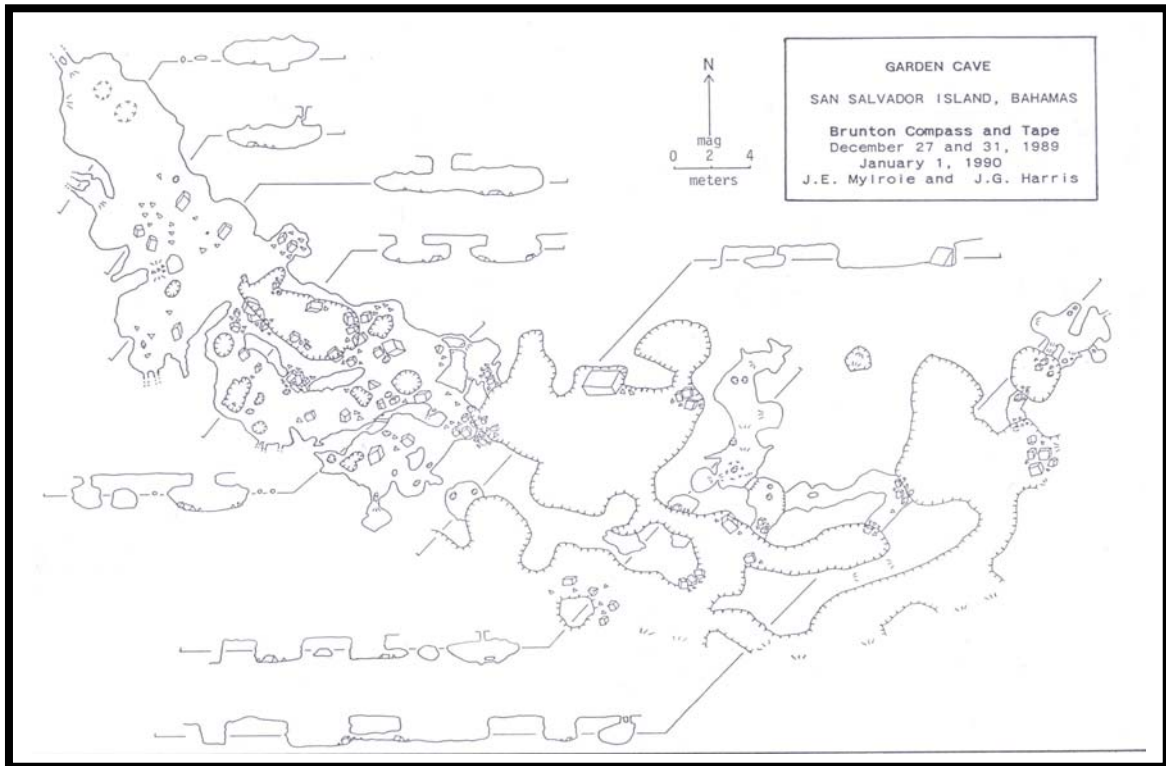 GARDEN CAVE
SAN SALVADOR ISLAND, BAHAMAS
Brunton Compass and Tape
December 27 and 31, 1989
January 1, 1990
J.E. Mylroie and J.G. Harris
N
mag
0 2 4
meters